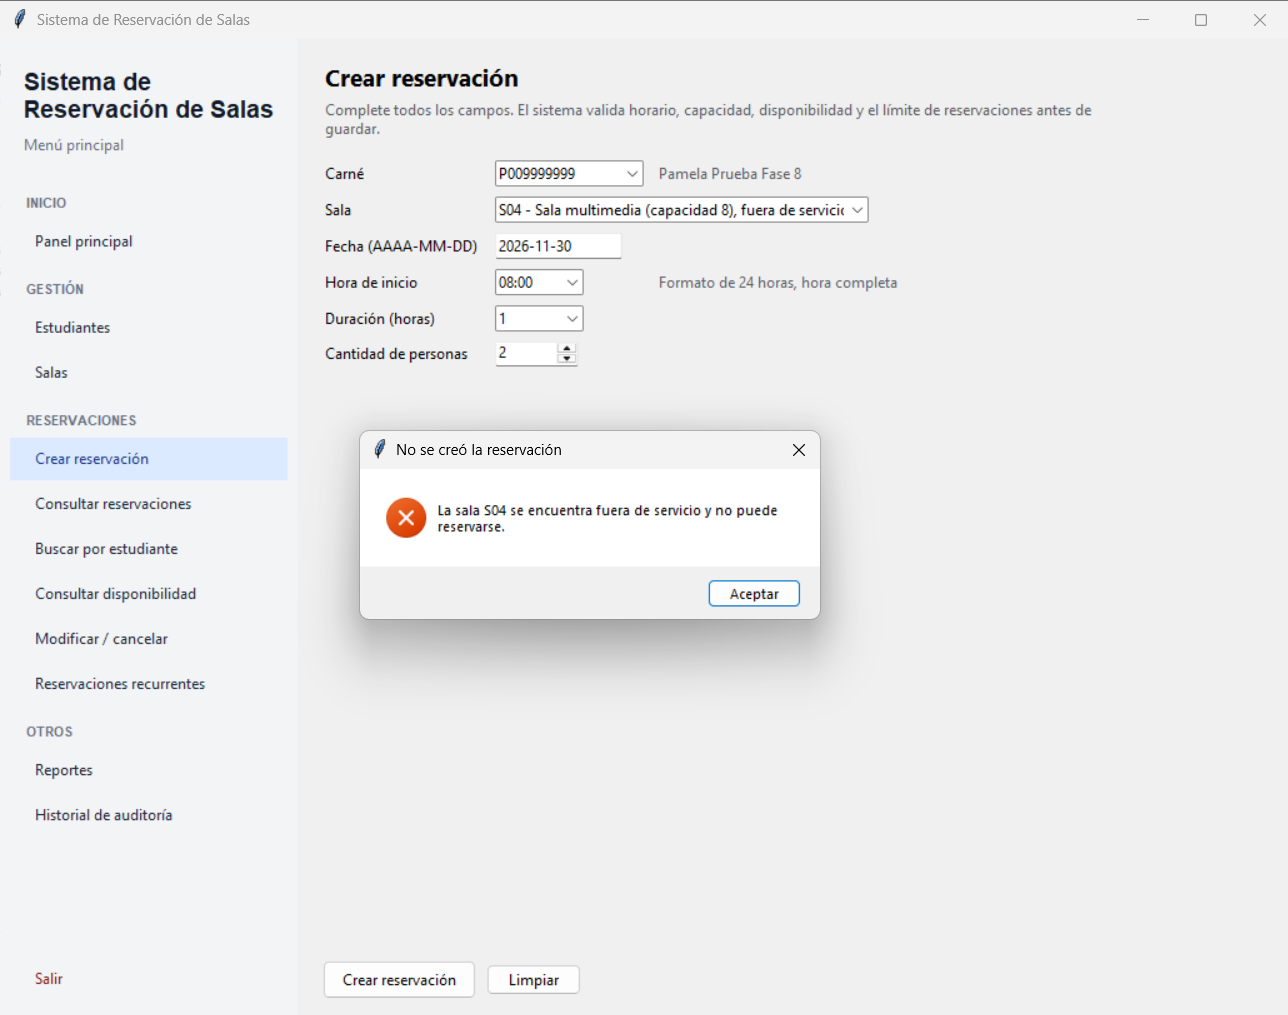 Sistema de Reservación de Salas
Sistema de
Reservación de Salas
Menú principal
INICIO
Panel principal
GESTIÓN
Estudiantes
Salas
RESERVACIONES
Crear reservación
Consultar reservaciones
Buscar por estudiante
Consultar disponibilidad
Modificar / cancelar
Reservaciones recurrentes
OTROS
Reportes
Historial de auditoría
Salir
Crear reservación
Complete todos los campos. El sistema valida horario, capacidad, disponibilidad y el límite de reservaciones antes de
guardar.
Carné P009999999 Pamela Prueba Fase 8
Sala S04 - Sala multimedia (capacidad 8), fuera de servicio
Fecha (AAAA-MM-DD) 2026-11-30
Hora de inicio 08:00 Formato de 24 horas, hora completa
Duración (horas) 1
Cantidad de personas 2
No se creó la reservación
La sala S04 se encuentra fuera de servicio y no puede
reservarse.
Aceptar
Crear reservación Limpiar